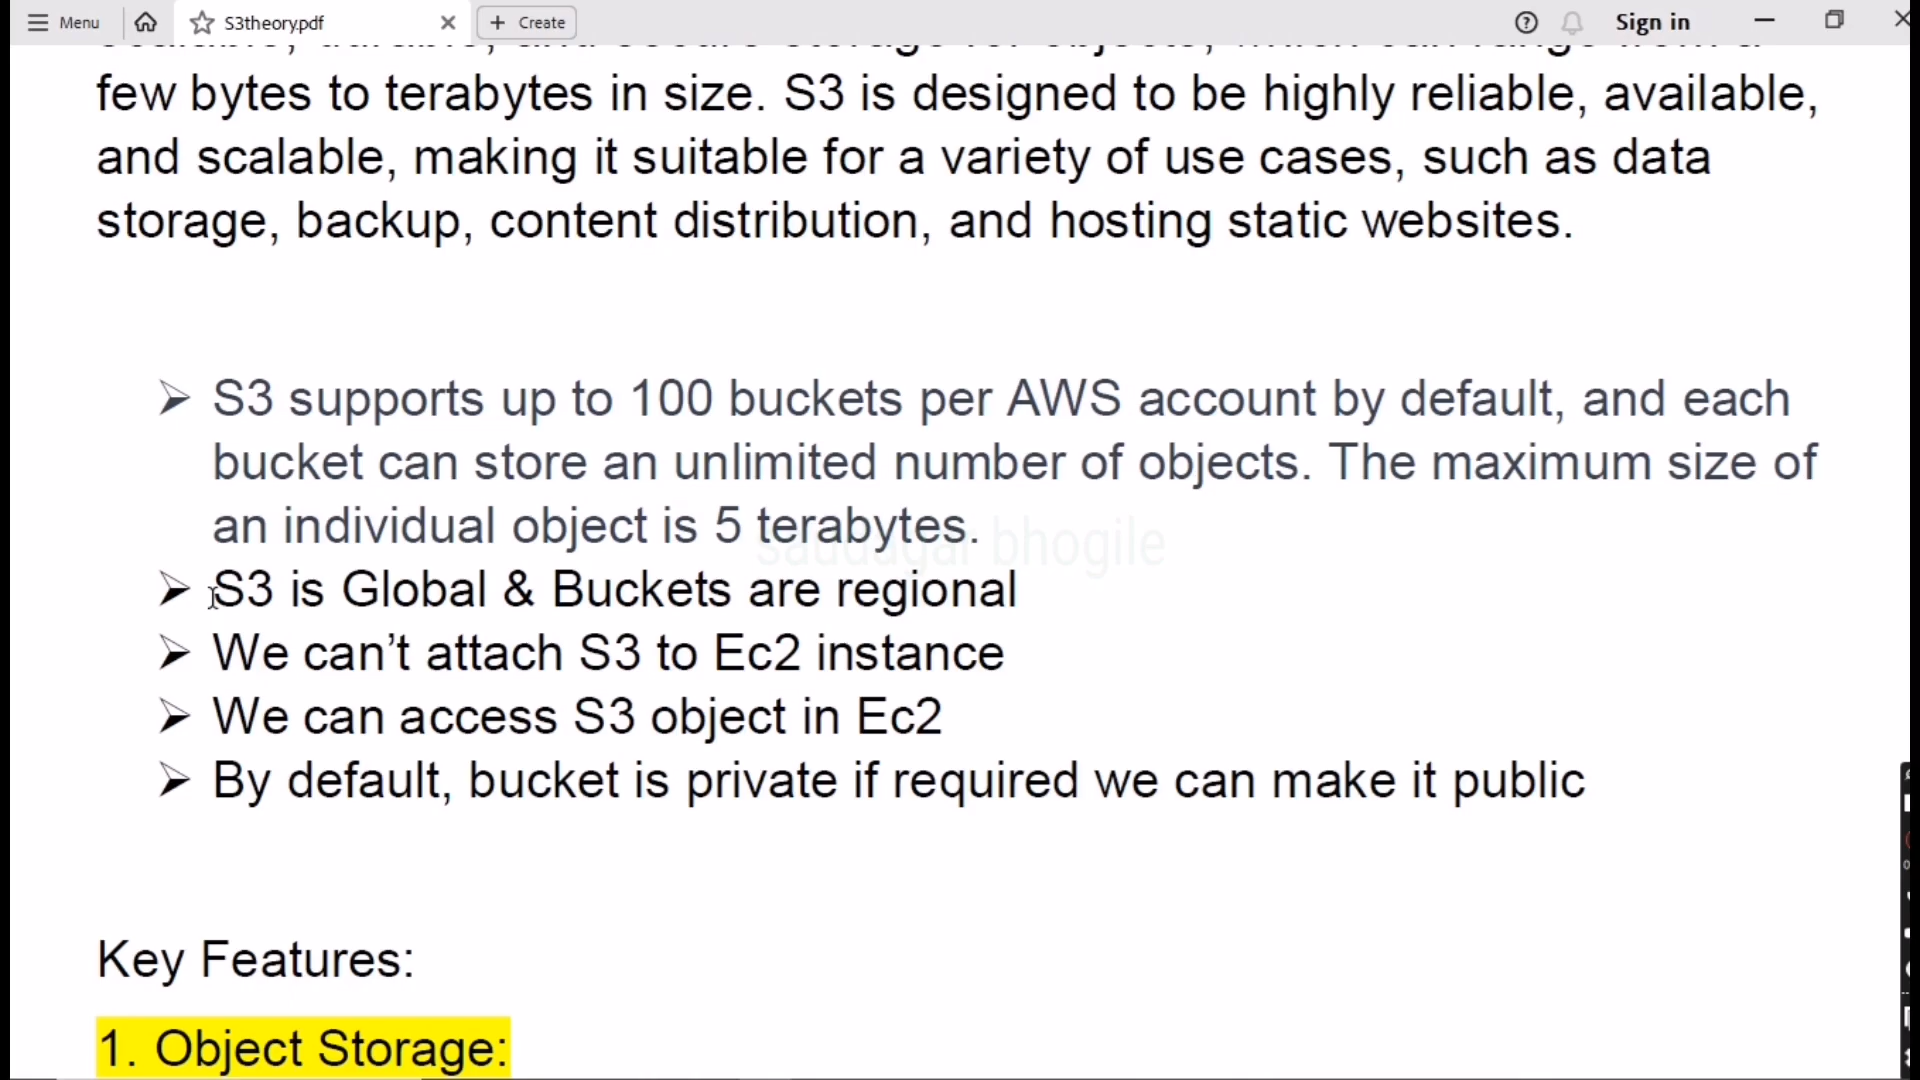 Menu
S3theory.pdf
+ Create
Sign in
few bytes to terabytes in size. S3 is designed to be highly reliable, available,
and scalable, making it suitable for a variety of use cases, such as data
storage, backup, content distribution, and hosting static websites.
➢ S3 supports up to 100 buckets per AWS account by default, and each
bucket can store an unlimited number of objects. The maximum size of
an individual object is 5 terabytes.
saudagar bhogile
➢ S3 is Global & Buckets are regional
➢ We can’t attach S3 to Ec2 instance
➢ We can access S3 object in Ec2
➢ By default, bucket is private if required we can make it public
Key Features:
1. Object Storage: